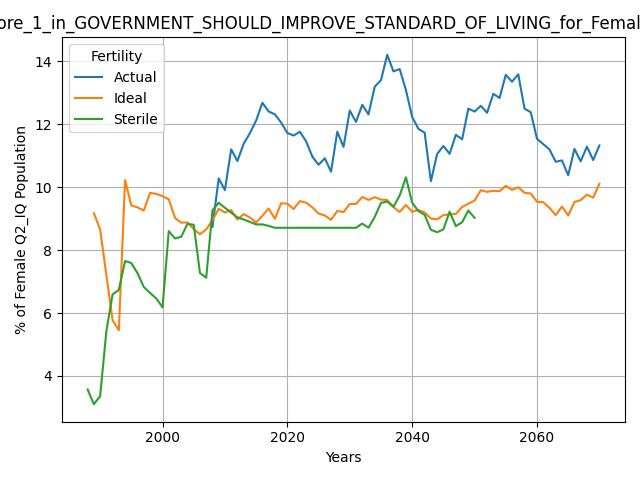 ore_1_in_GOVERNMENT_SHOULD_IMPROVE_STANDARD_OF_LIVING_for_Femal
Fertility
Actual
Ideal
Sterile
% of Female Q2_IQ Population
14
12
10
8
6
4
2000
2020
2040
2060
Years